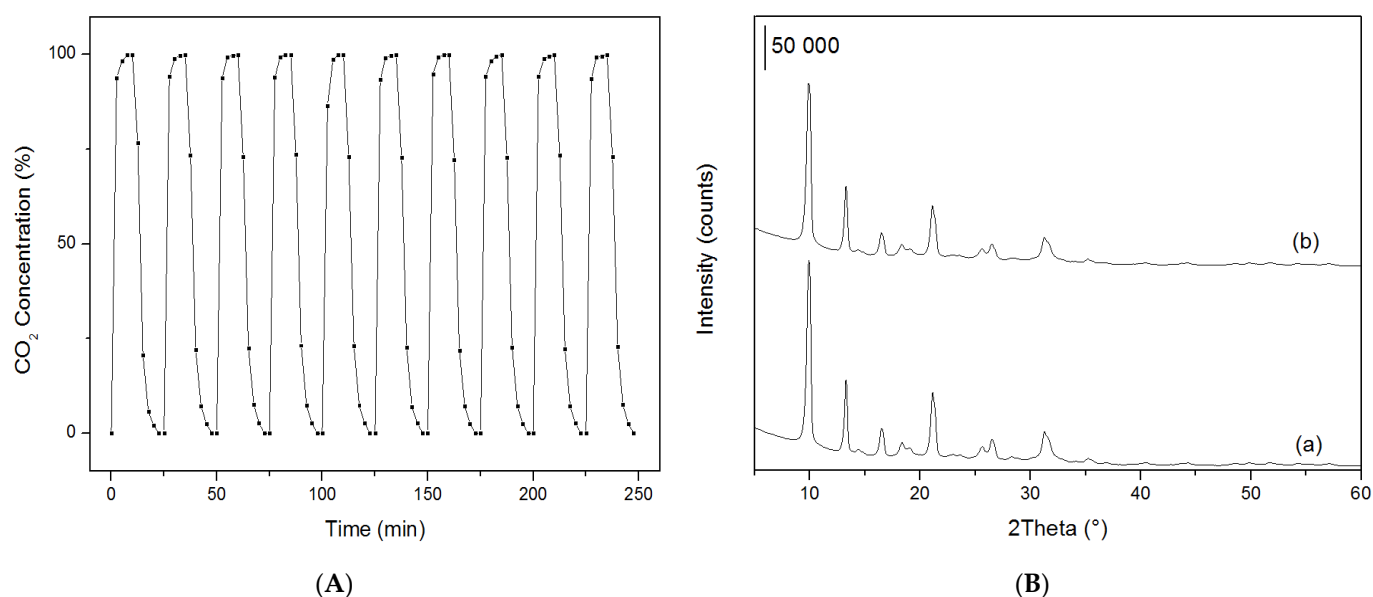 100
50
0
CO₂ Concentration (%)
0 50 100 150 200 250
Time (min)
(A)
50 000
(b)
(a)
Intensity (counts)
10 20 30 40 50 60
2Theta (°)
(B)